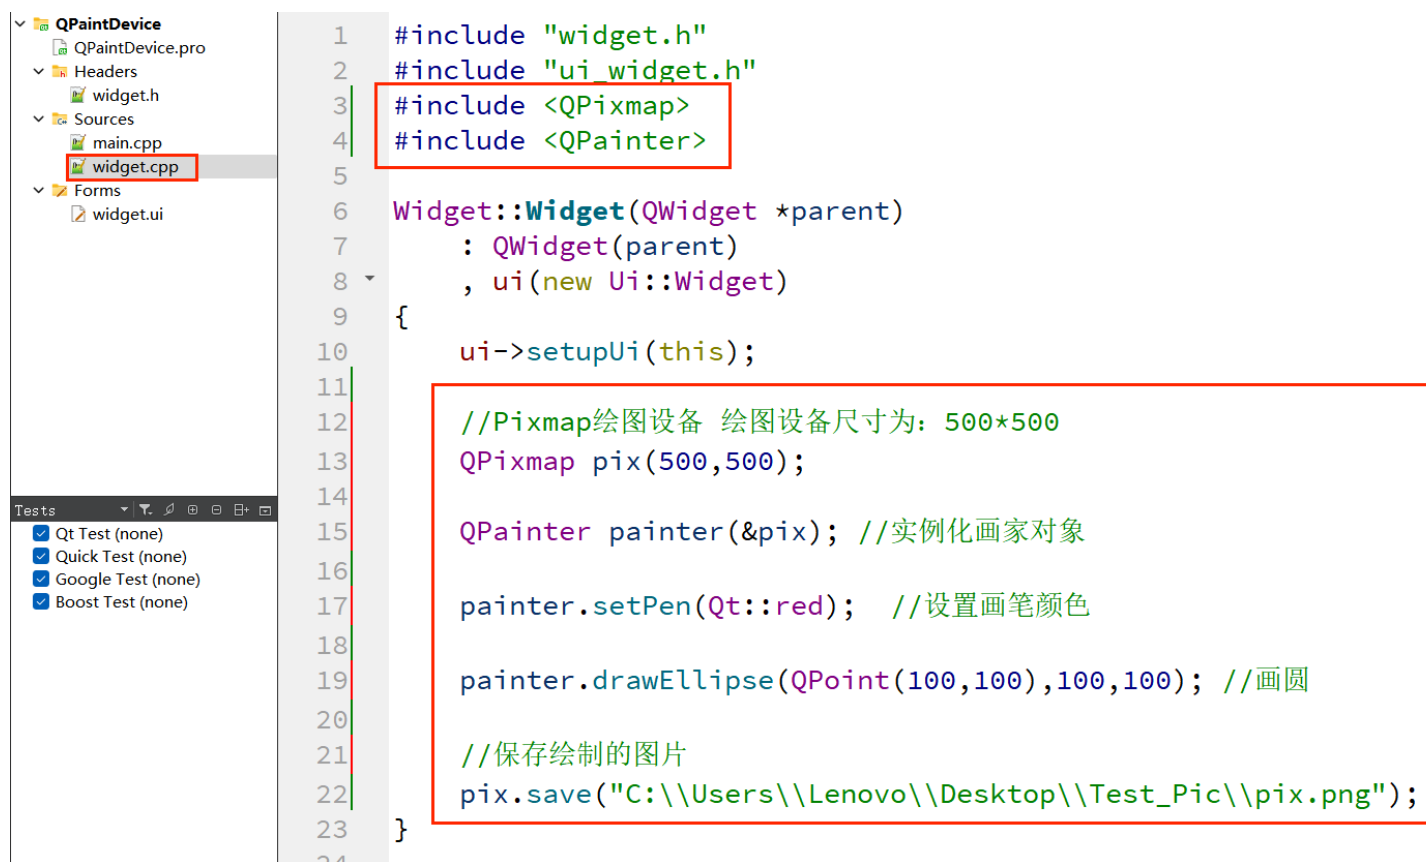 QPaintDevice
QPaintDevice.pro
Headers
widget.h
Sources
main.cpp
widget.cpp
Forms
widget.ui
Tests
Qt Test (none)
Quick Test (none)
Google Test (none)
Boost Test (none)
1 #include "widget.h"
2 #include "ui_widget.h"
3 #include <QPixmap>
4 #include <QPainter>
5
6 Widget::Widget(QWidget *parent)
7     : QWidget(parent)
8     , ui(new Ui::Widget)
9 {
10     ui->setupUi(this);
11
12     //Pixmap绘图设备 绘图设备尺寸为：500*500
13     QPixmap pix(500,500);
14
15     QPainter painter(&pix); //实例化画家对象
16
17     painter.setPen(Qt::red);  //设置画笔颜色
18
19     painter.drawEllipse(QPoint(100,100),100,100); //画圆
20
21     //保存绘制的图片
22     pix.save("C:\\Users\\Lenovo\\Desktop\\Test_Pic\\pix.png");
23 }
24